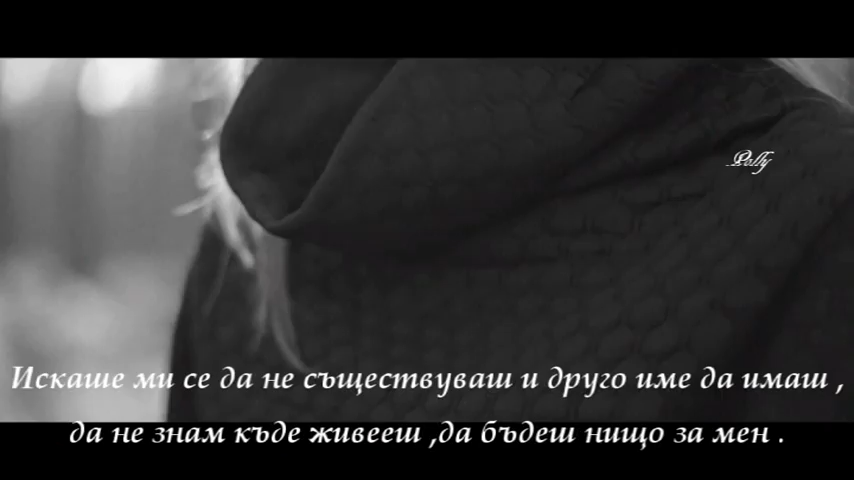 Polly
Искаше ми се да не съществуваш и друго име да имаш ,
да не знам къде живееш ,да бъдеш нищо за мен .